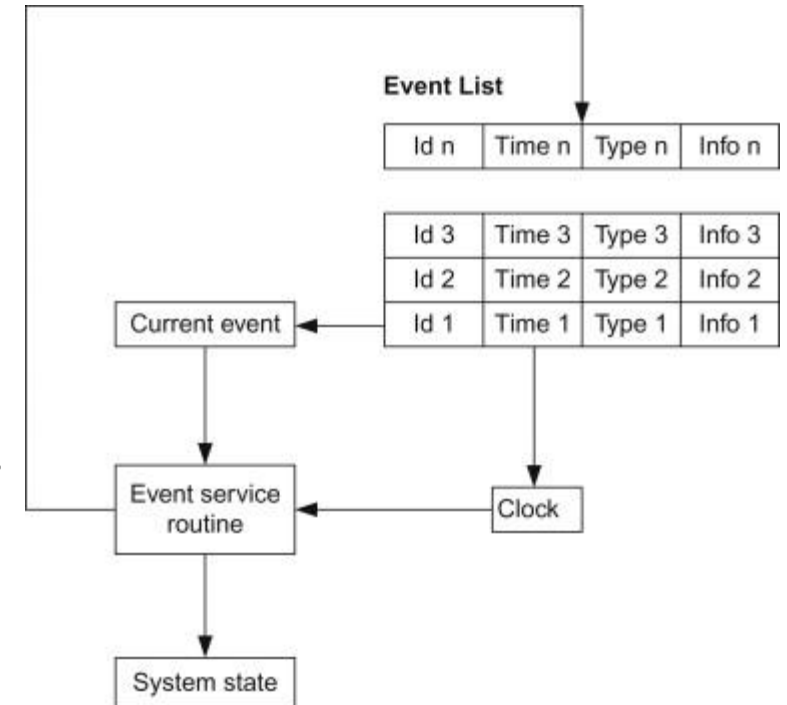 Event List
Id n Time n Type n Info n
Id 3 Time 3 Type 3 Info 3
Id 2 Time 2 Type 2 Info 2
Current event
Id 1 Time 1 Type 1 Info 1
Event service
routine
Clock
System state